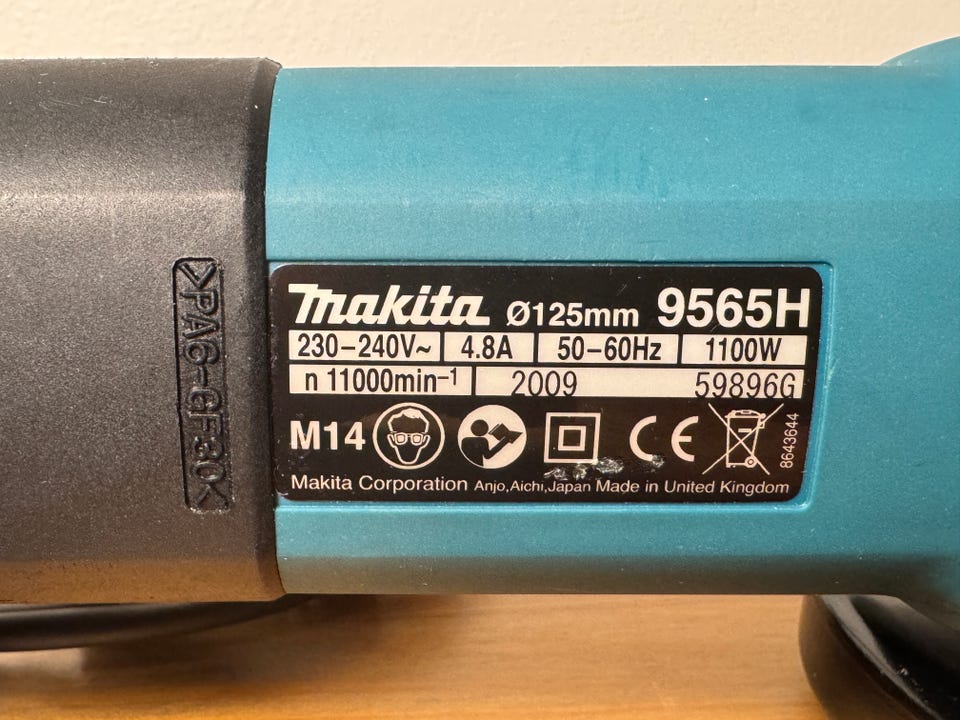 makita Ø125mm 9565H
230-240V~ 4.8A 50-60Hz 1100W
n 11000min⁻¹ 2009 59896G
M14 CE
8643644
Makita Corporation Anjo,Aichi,Japan Made in United Kingdom
>PA6-GF30<